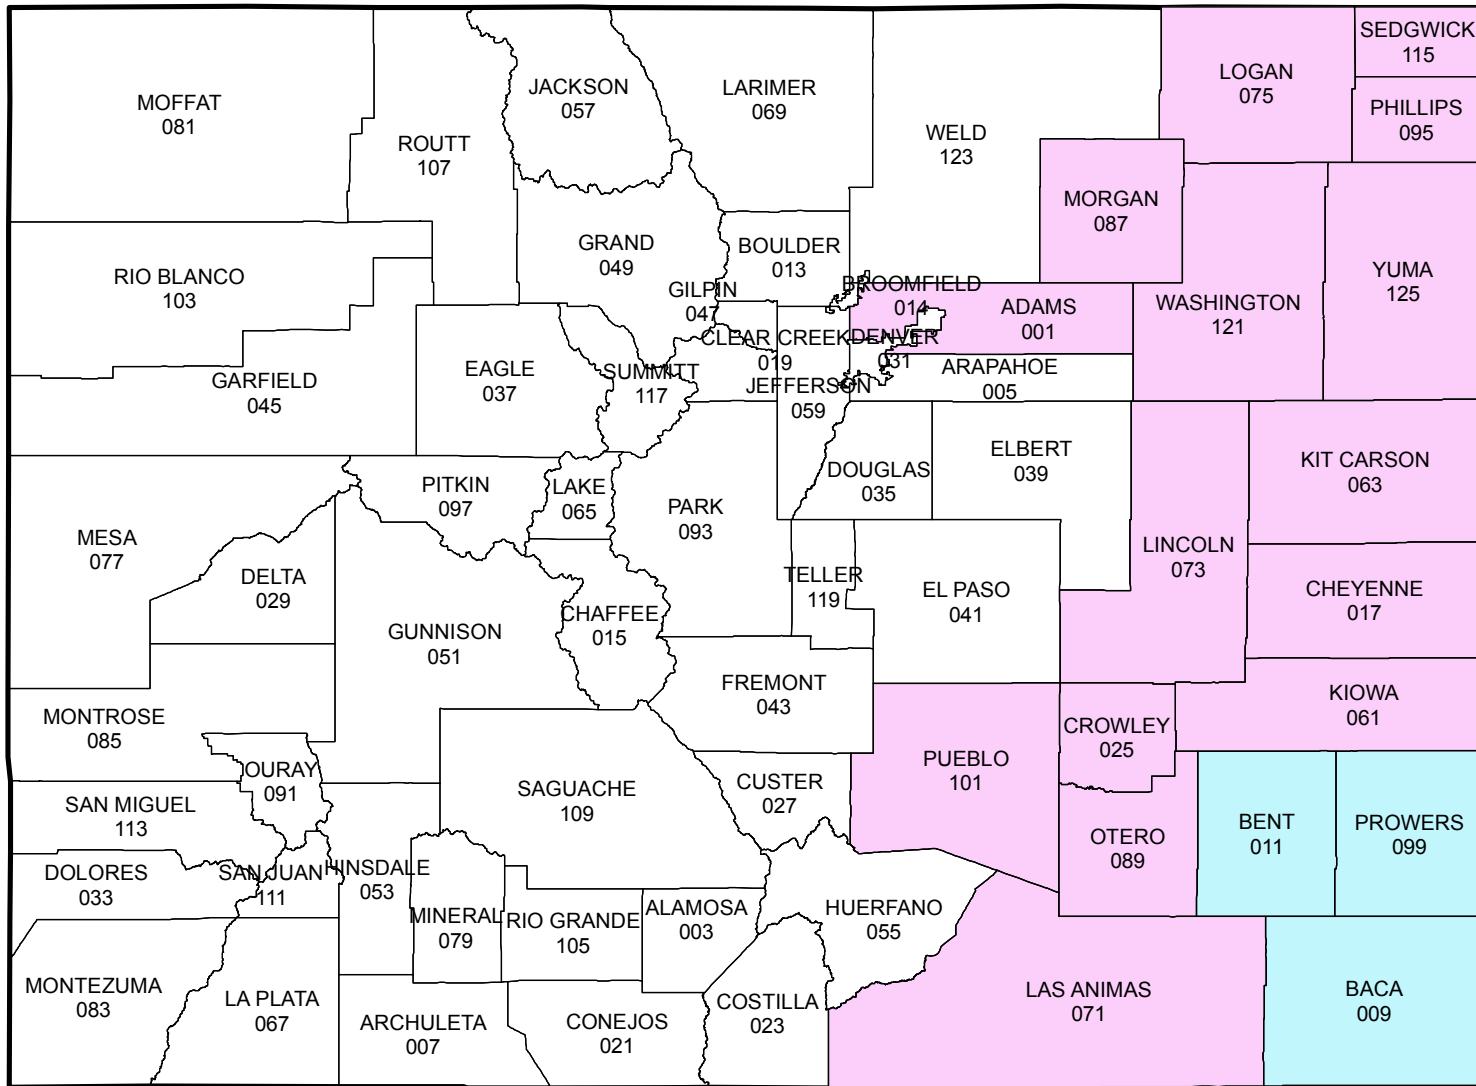 MOFFAT
081
ROUTT
107
JACKSON
057
LARIMER
069
WELD
123
LOGAN
075
SEDGWICK
115
PHILLIPS
095
MORGAN
087
RIO BLANCO
103
GRAND
049
BOULDER
013
GILPIN
047
BROOMFIELD
014
ADAMS
001
WASHINGTON
121
YUMA
125
GARFIELD
045
EAGLE
037
SUMMITT
117
CLEAR CREEK
019
DENVER
031
JEFFERSON
059
ARAPAHOE
005
MESA
077
PITKIN
097
LAKE
065
PARK
093
DOUGLAS
035
ELBERT
039
KIT CARSON
063
LINCOLN
073
DELTA
029
GUNNISON
051
CHAFFEE
015
TELLER
119
EL PASO
041
CHEYENNE
017
MONTROSE
085
FREMONT
043
KIOWA
061
OURAY
091
SAN MIGUEL
113
SAGUACHE
109
CUSTER
027
PUEBLO
101
CROWLEY
025
OTERO
089
BENT
011
PROWERS
099
DOLORES
033
SAN JUAN
111
HINSDALE
053
MINERAL
079
RIO GRANDE
105
ALAMOSA
003
HUERFANO
055
MONTEZUMA
083
LA PLATA
067
ARCHULETA
007
CONEJOS
021
COSTILLA
023
LAS ANIMAS
071
BACA
009